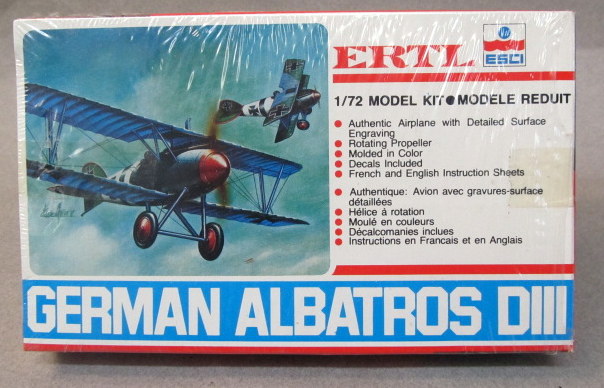 ERTL
ESCI
1/72 MODEL KIT●MODELE REDUIT
● Authentic Airplane with Detailed Surface
Engraving
● Rotating Propeller
● Molded in Color
● Decals Included
● French and English Instruction Sheets
● Authentique: Avion avec gravures-surface
détaillées
● Hélice à rotation
● Moulé en couleurs
● Décalcomanies inclues
● Instructions en Francais et en Anglais
GERMAN ALBATROS DIII